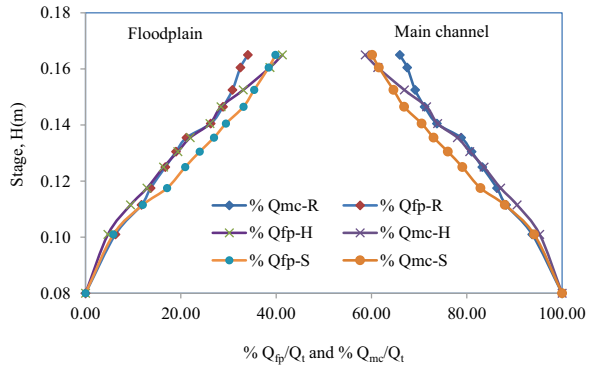 0.18
Floodplain Main channel
0.16
0.14
Stage, H(m)
0.12
% Qmc-R % Qfp-R
% Qfp-H % Qmc-H
0.10
% Qfp-S % Qmc-S
0.08
0.00 20.00 40.00 60.00 80.00 100.00
% Qfp/Qt and % Qmc/Qt